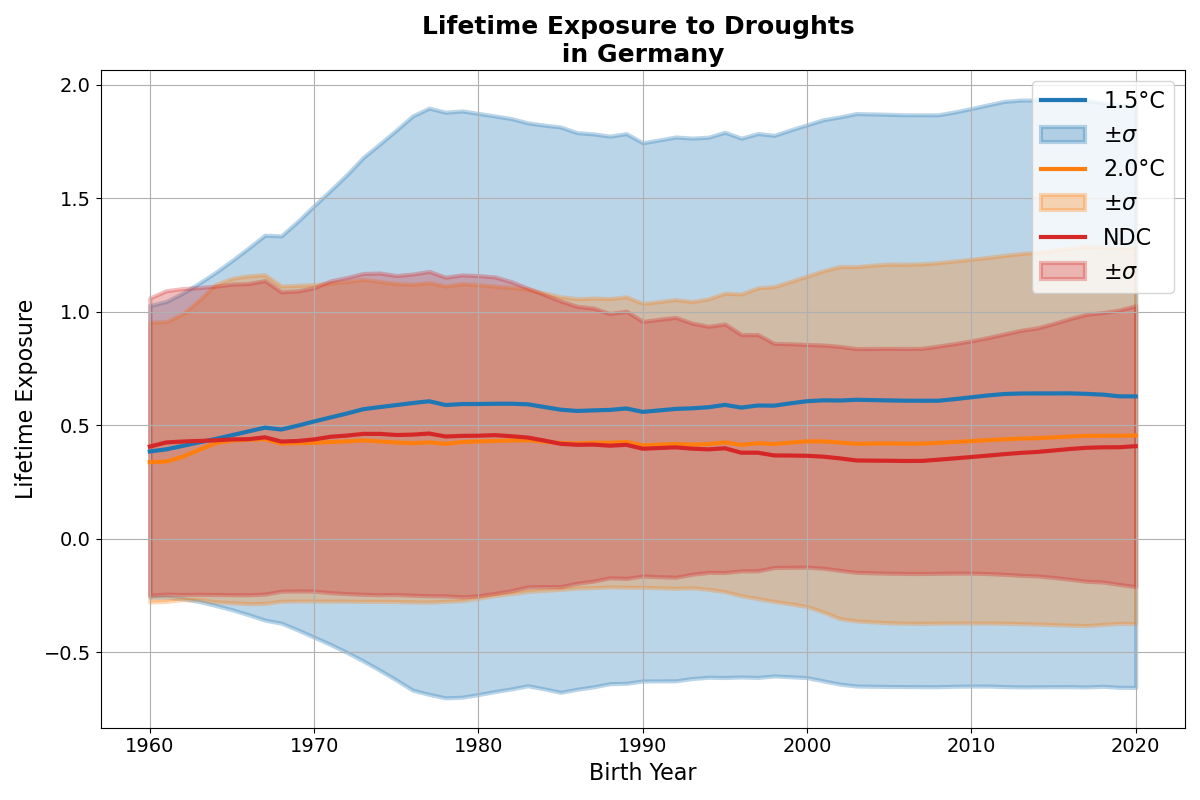 Lifetime Exposure to Droughts
in Germany
2.0
1.5
1.0
0.5
0.0
−0.5
Lifetime Exposure
1.5°C
±σ
2.0°C
±σ
NDC
±σ
1960
1970
1980
1990
2000
2010
2020
Birth Year